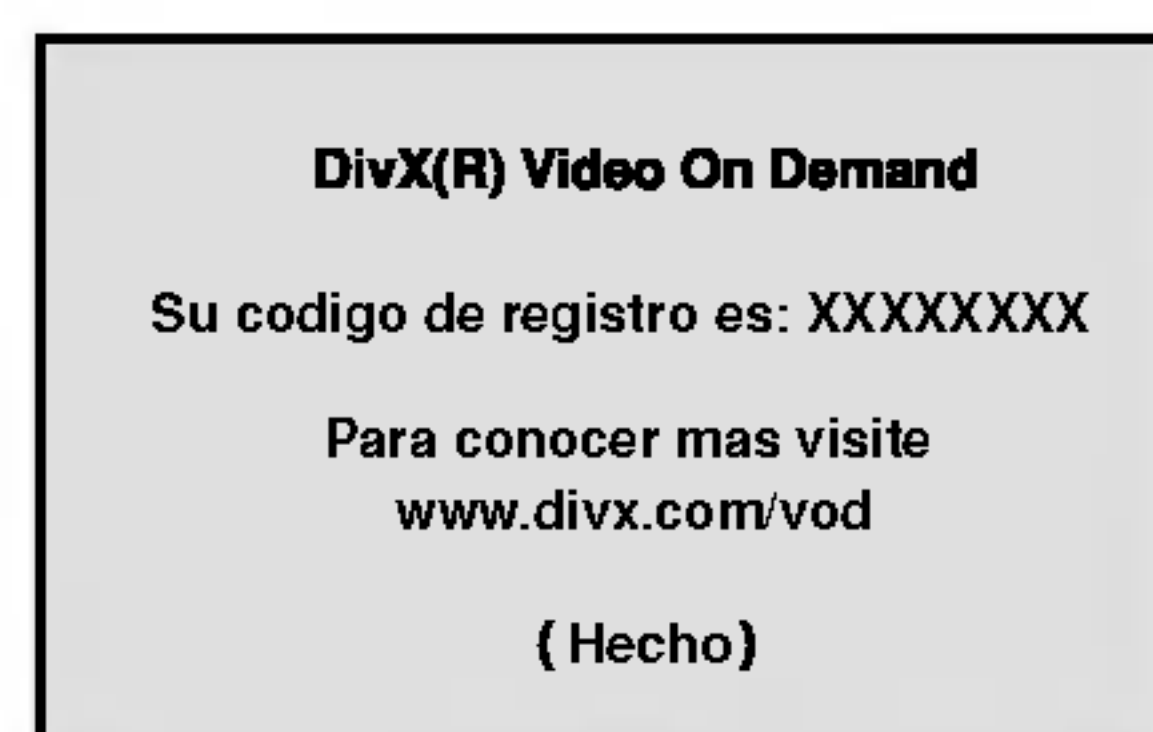 DivX(R) Video On Demand
Su codigo de registro es: XXXXXXXX
Para conocer mas visite
www.divx.com/vod
( Hecho)